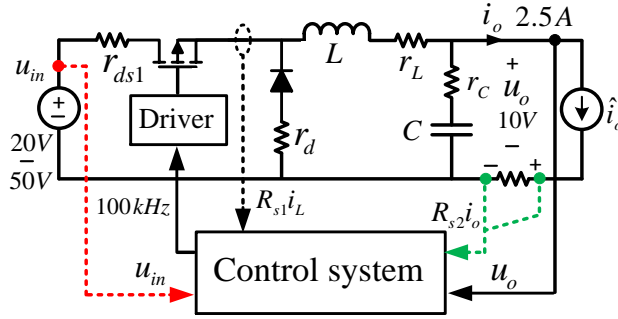 i_o 2.5A
L
u_in
r_ds1
r_L
r_C
+
u_o
10V
−
î_o
Driver
r_d
C
+
−
20V
−
50V
− +
100kHz
R_s1 i_L
R_s2 i_o
u_in
Control system
u_o